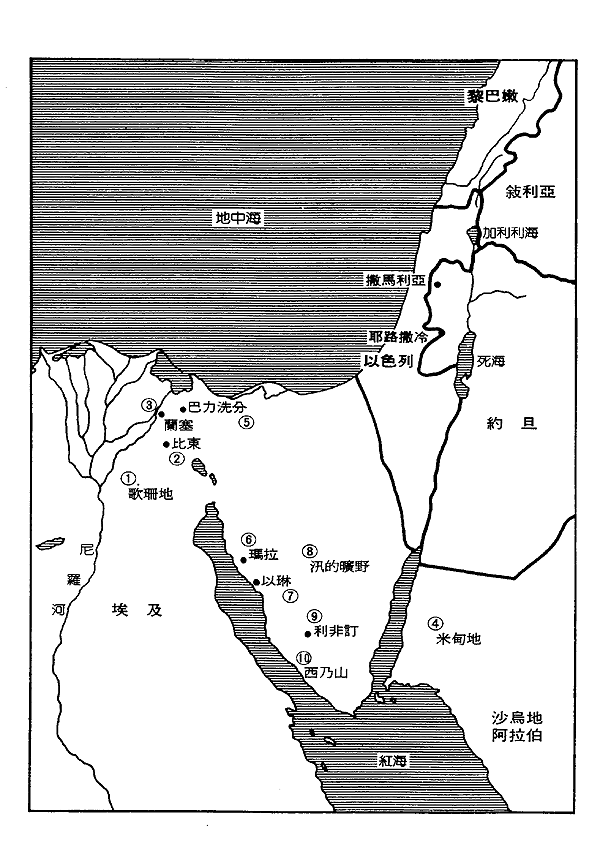 黎巴嫩
敘利亞
地中海
加利利海
撒馬利亞
耶路撒冷
以色列
死海
③
巴力洗分
蘭塞
⑤
約旦
比東
②
①
歌珊地
⑥
瑪拉
⑧
汛的曠野
尼羅河
以琳
⑦
埃及
⑨
利非訂
④
米甸地
⑩
西乃山
沙烏地
阿拉伯
紅海